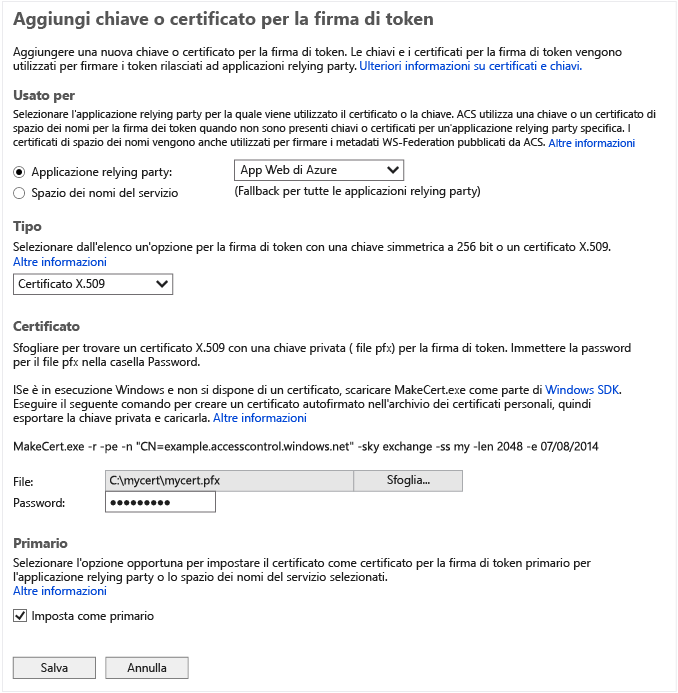 Aggiungi chiave o certificato per la firma di token
Aggiungere una nuova chiave o certificato per la firma di token. Le chiavi e i certificati per la firma di token vengono
utilizzati per firmare i token rilasciati ad applicazioni relying party. Ulteriori informazioni su certificati e chiavi.
Usato per
Selezionare l'applicazione relying party per la quale viene utilizzato il certificato o la chiave. ACS utilizza una chiave o un certificato di
spazio dei nomi per la firma dei token quando non sono presenti chiavi o certificati per un'applicazione relying party specifica. I
certificati di spazio dei nomi vengono anche utilizzati per firmare i metadati WS-Federation pubblicati da ACS. Altre informazioni
Applicazione relying party: App Web di Azure
Spazio dei nomi del servizio (Fallback per tutte le applicazioni relying party)
Tipo
Selezionare dall'elenco un'opzione per la firma di token con una chiave simmetrica a 256 bit o un certificato X.509.
Altre informazioni
Certificato X.509
Certificato
Sfogliare per trovare un certificato X.509 con una chiave privata ( file pfx) per la firma di token. Immettere la password
per il file pfx nella casella Password.
ISe è in esecuzione Windows e non si dispone di un certificato, scaricare MakeCert.exe come parte di Windows SDK.
Eseguire il seguente comando per creare un certificato autofirmato nell'archivio dei certificati personali, quindi
esportare la chiave privata e caricarla. Altre informazioni
MakeCert.exe -r -pe -n "CN=example.accesscontrol.windows.net" -sky exchange -ss my -len 2048 -e 07/08/2014
File: C:\mycert\mycert.pfx Sfoglia...
Password: ●●●●●●●●●
Primario
Selezionare l'opzione opportuna per impostare il certificato come certificato per la firma di token primario per
l'applicazione relying party o lo spazio dei nomi del servizio selezionati.
Altre informazioni
Imposta come primario
Salva Annulla